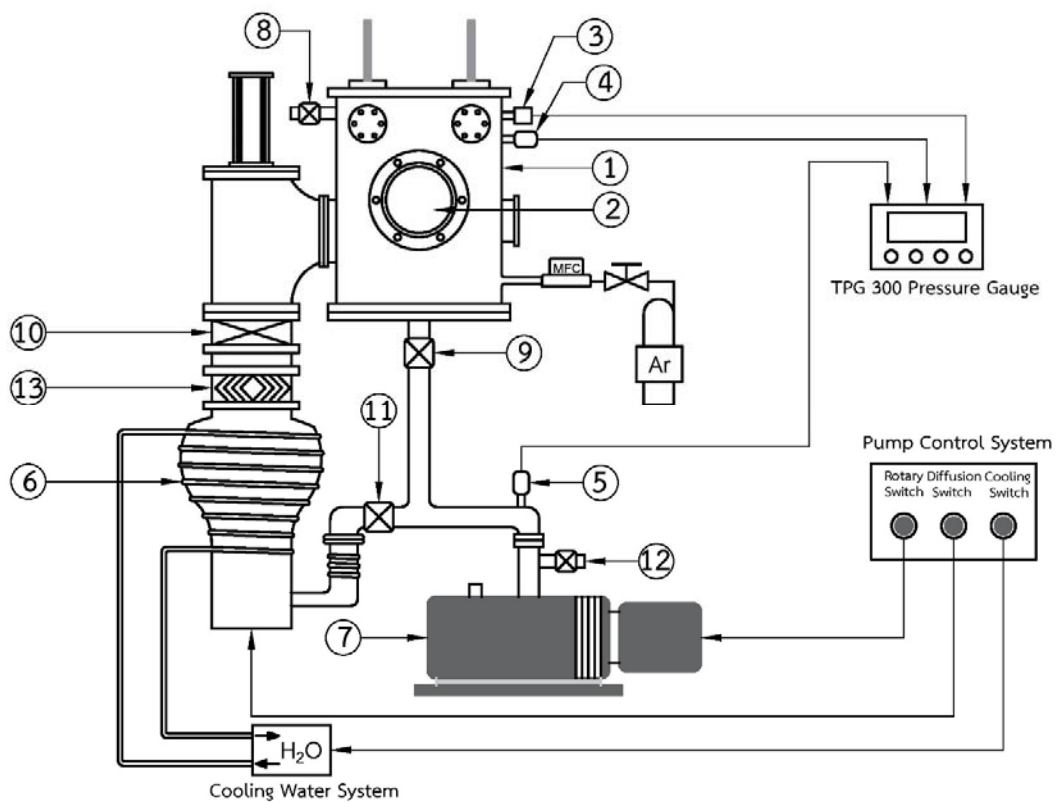 8
3
4
1
2
MFC
TPG 300 Pressure Gauge
10
9
Ar
13
11
Pump Control System
6
5
Rotary Diffusion Cooling
Switch Switch Switch
12
7
H₂O
Cooling Water System